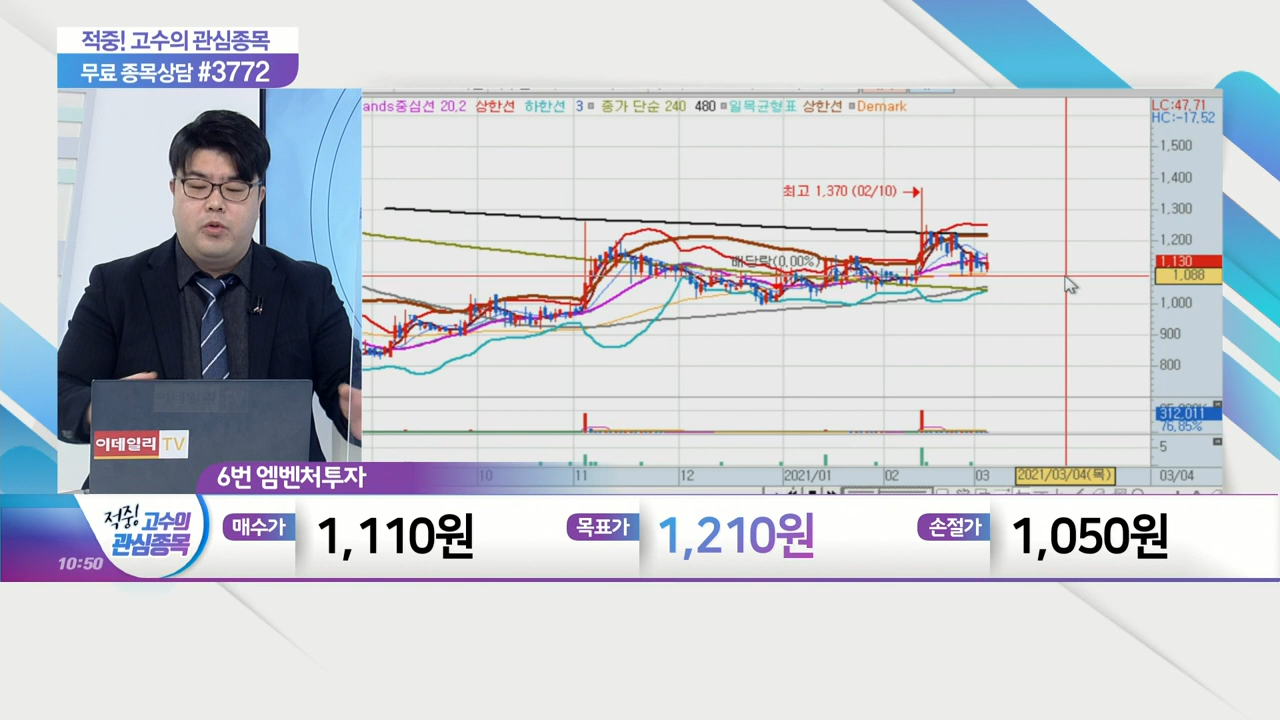 적중! 고수의 관심종목
무료 종목상담 #3772
ands중심선 20,2 상한선 하한선 3 종가 단순 240 480 일목균형표 상한선 Demark
LC:47.71
HC:-17.52
1,500
1,400
최고 1,370 (02/10)
1,300
1,200
배당락(0,00%)
1,130
1,088
1,000
900
800
312,011
76,85%
5
10
11
12
2021/01
02
03
2021/03/04(목)
03/04
이데일리 TV
6번 엠벤처투자
적중! 고수의 관심종목
10:50
매수가 1,110원
목표가 1,210원
손절가 1,050원